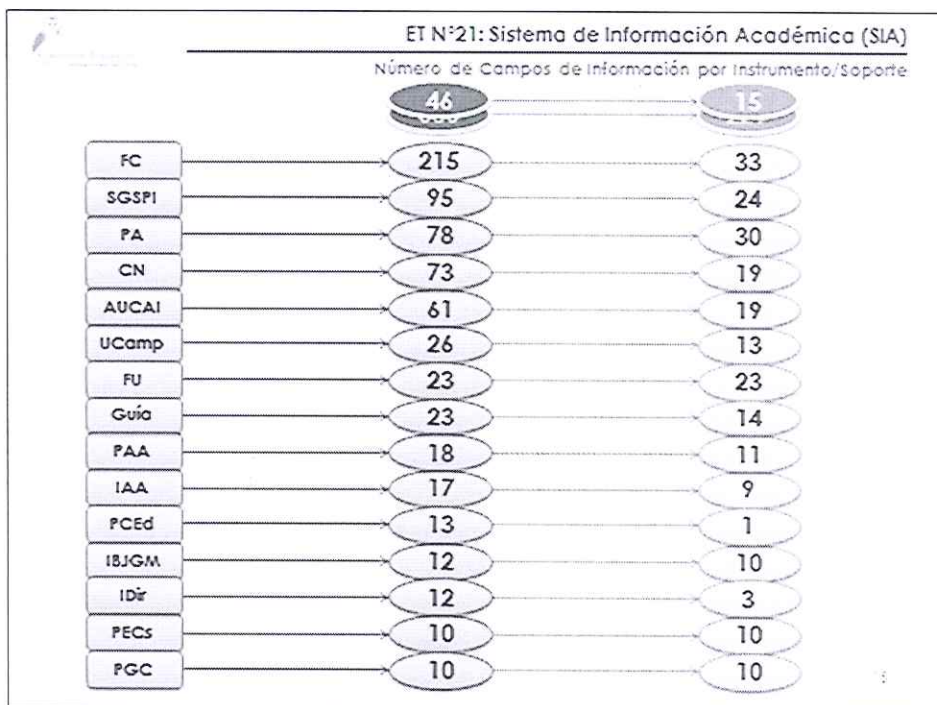 ET N°21: Sistema de Información Académica (SIA)
Número de Campos de Información por Instrumento/Soporte
46 15
FC 215 33
SGSPI 95 24
PA 78 30
CN 73 19
AUCAI 61 19
UCamp 26 13
FU 23 23
Guía 23 14
PAA 18 11
IAA 17 9
PCEd 13 1
IBJGM 12 10
IDir 12 3
PECs 10 10
PGC 10 10